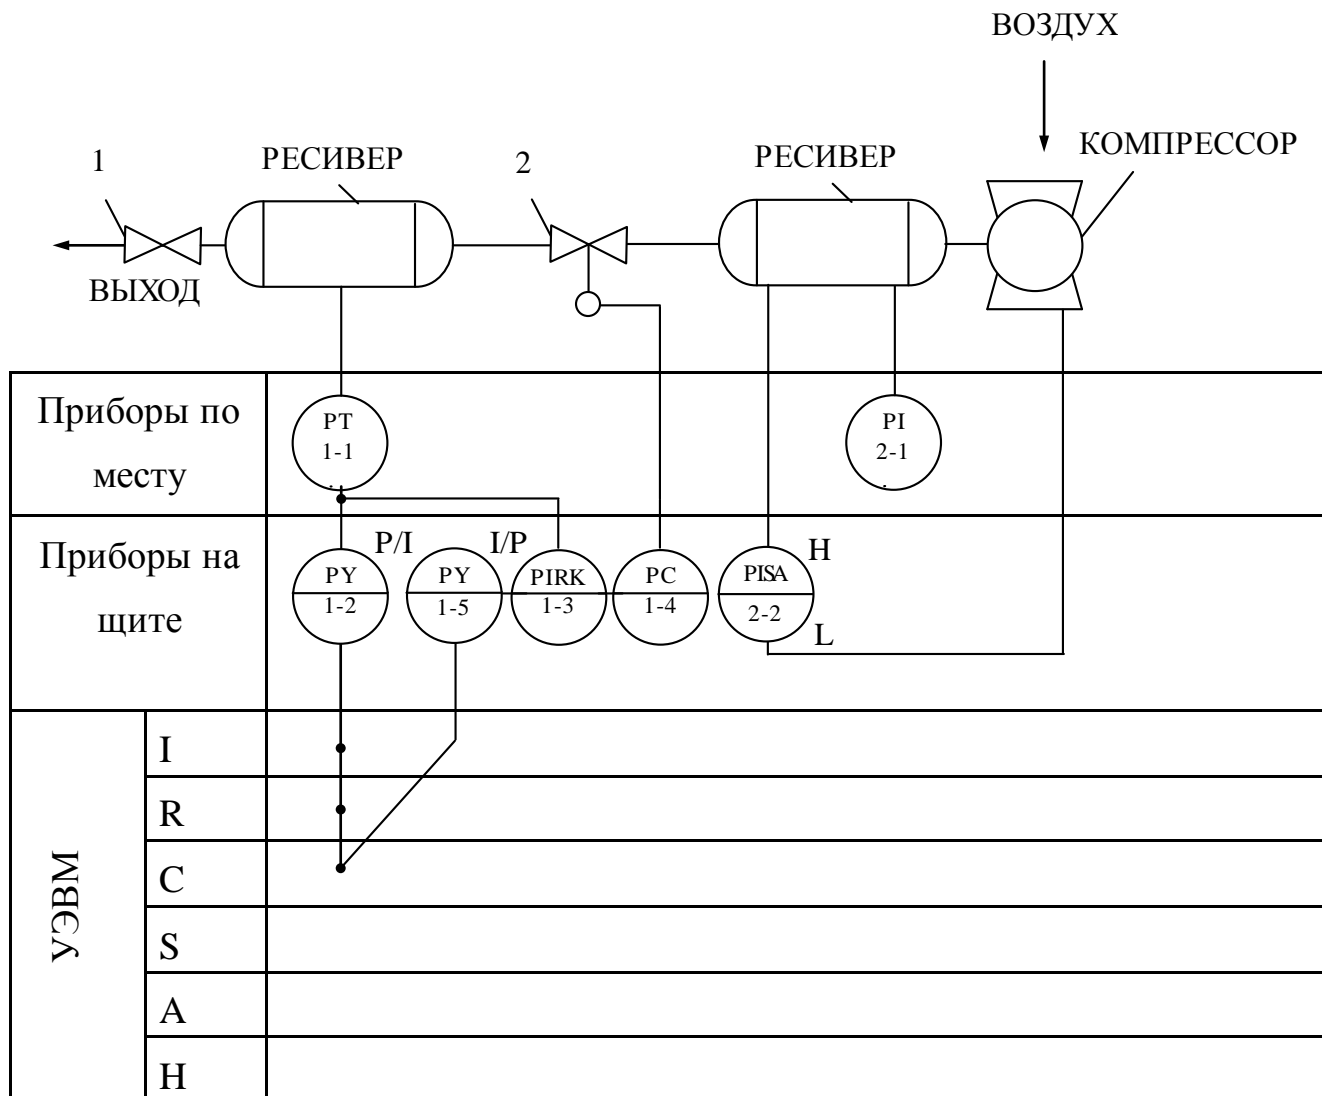 ВОЗДУХ
КОМПРЕССОР
1
РЕСИВЕР
2
РЕСИВЕР
ВЫХОД
Приборы по
месту
PT
1-1
PI
2-1
Приборы на
щите
P/I
I/P
H
PY
1-2
PY
1-5
PIRK
1-3
PC
1-4
PISA
2-2
L
УЭВМ
I
R
C
S
A
H